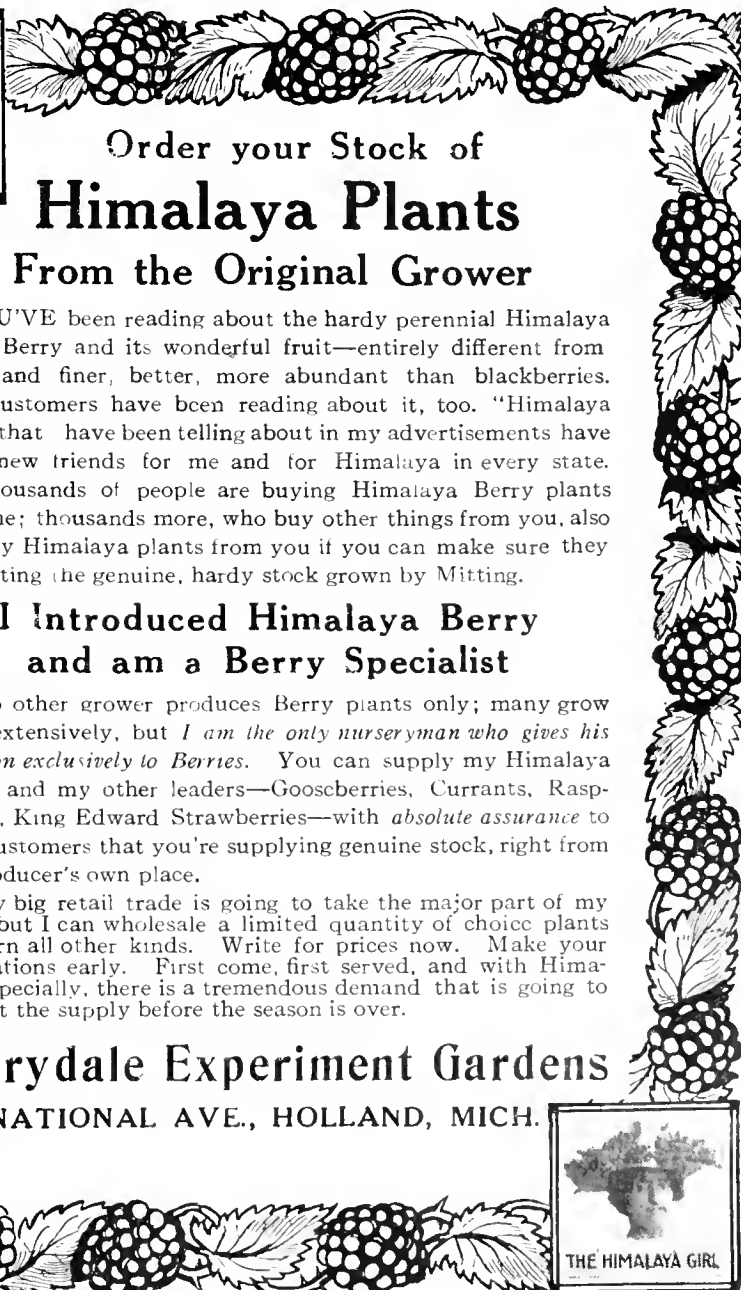 Order your Stock of
Himalaya Plants
From the Original Grower
U'VE been reading about the hardy perennial Himalaya
Berry and its wonderful fruit—entirely different from
and finer, better, more abundant than blackberries.
ustomers have been reading about it, too. "Himalaya
that have been telling about in my advertisements have
new friends for me and for Himalaya in every state.
ousands of people are buying Himalaya Berry plants
ne; thousands more, who buy other things from you, also
y Himalaya plants from you if you can make sure they
ting the genuine, hardy stock grown by Mitting.
I Introduced Himalaya Berry
and am a Berry Specialist
o other grower produces Berry plants only; many grow
extensively, but I am the only nurseryman who gives his
n exclusively to Berries. You can supply my Himalaya
and my other leaders—Gooseberries, Currants, Rasp-
, King Edward Strawberries—with absolute assurance to
ustomers that you're supplying genuine stock, right from
oducer's own place.
y big retail trade is going to take the major part of my
but I can wholesale a limited quantity of choice plants
rn all other kinds. Write for prices now. Make your
ations early. First come, first served, and with Hima-
pecially, there is a tremendous demand that is going to
t the supply before the season is over.
rydale Experiment Gardens
NATIONAL AVE., HOLLAND, MICH.
THE HIMALAYA GIRL